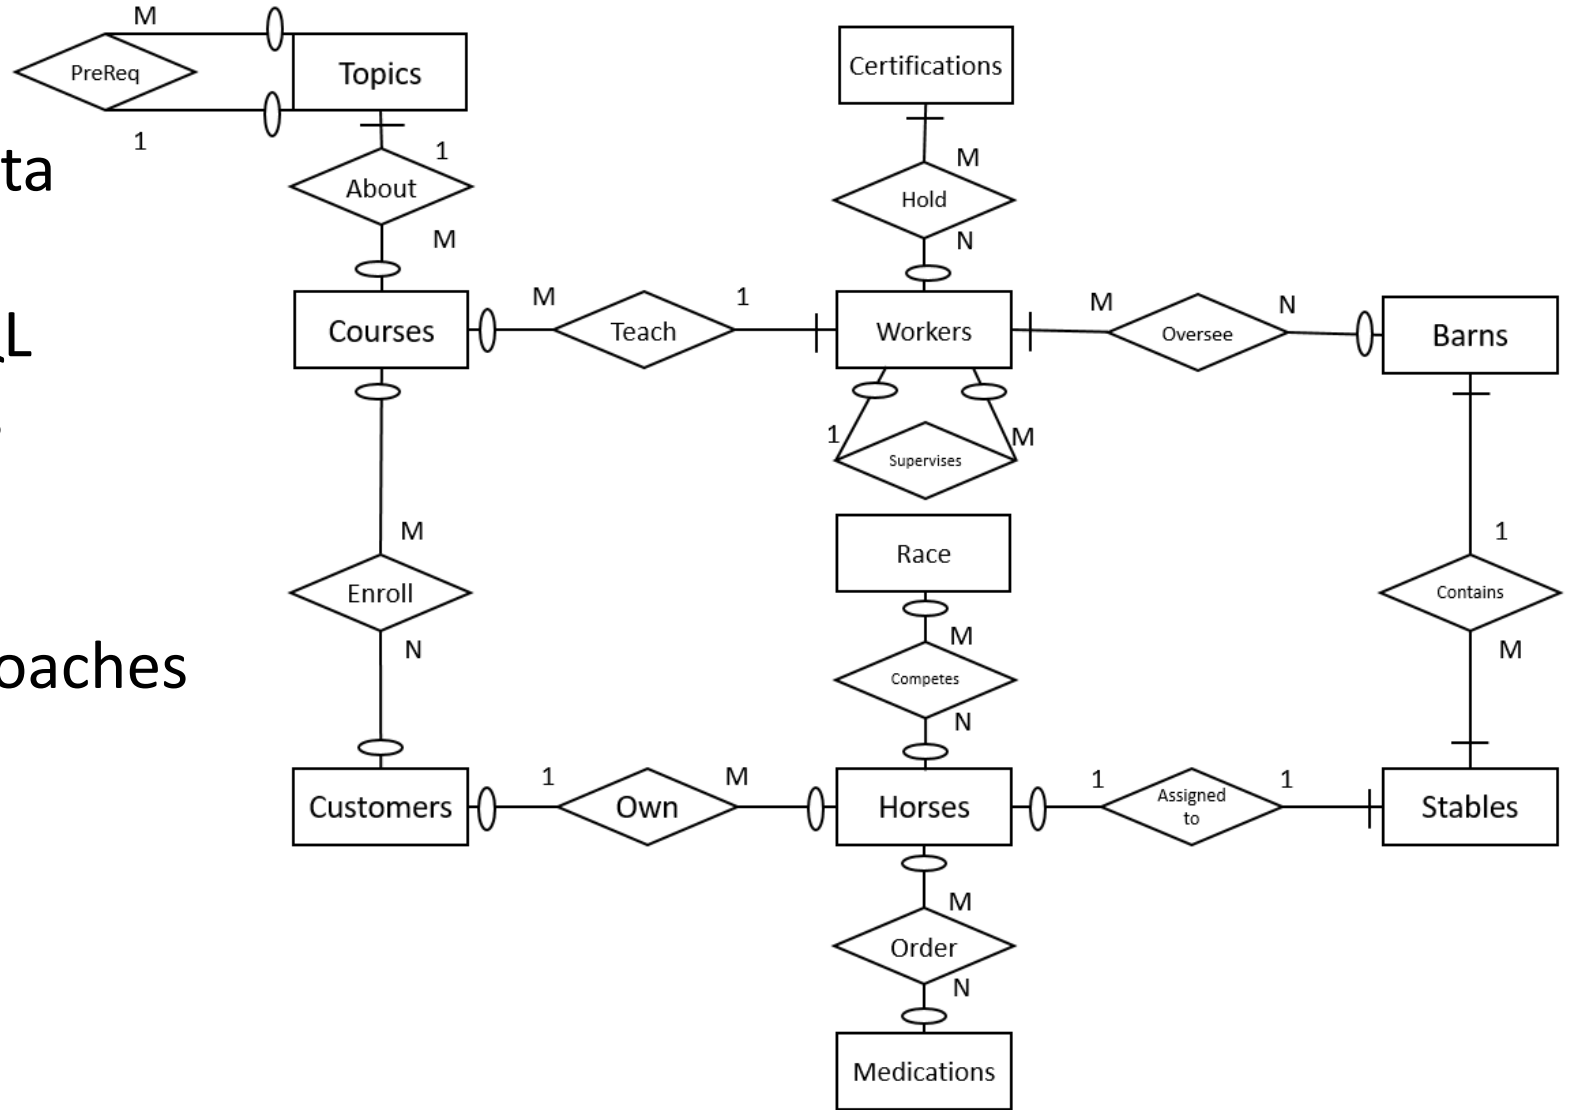 M
PreReq
Topics
Certifications
1
ta
1
M
About
Hold
M
N
M
1
M
N
QL
Courses
Teach
Workers
Oversee
Barns
1
M
Supervises
M
Race
1
Enroll
Contains
N
M
M
oaches
Competes
N
1
M
1
1
Customers
Own
Horses
Assigned
to
Stables
M
Order
N
Medications